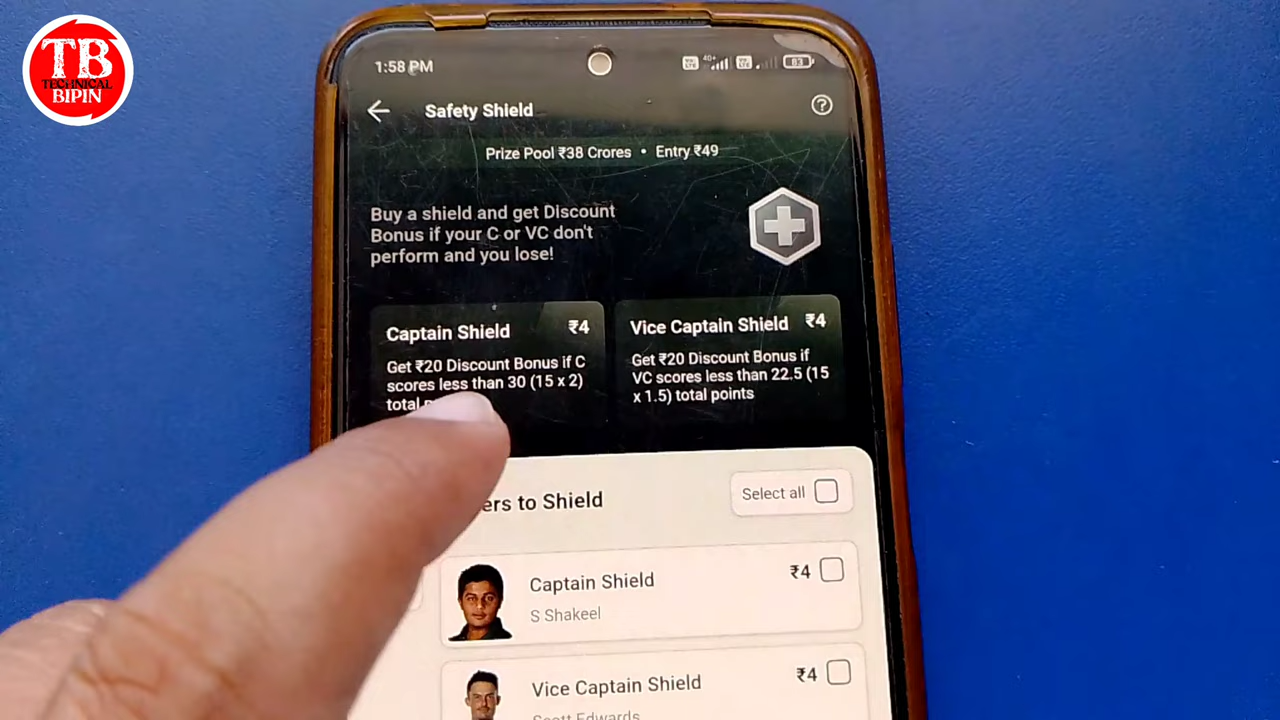 TB
TECHNICAL
BIPIN
1:58 PM
4G+
83
Safety Shield
Prize Pool ₹38 Crores • Entry ₹49
Buy a shield and get Discount
Bonus if your C or VC don't
perform and you lose!
Captain Shield ₹4
Get ₹20 Discount Bonus if C
scores less than 30 (15 x 2)
total
Vice Captain Shield ₹4
Get ₹20 Discount Bonus if
VC scores less than 22.5 (15
x 1.5) total points
to Shield
Select all
Captain Shield ₹4
S Shakeel
Vice Captain Shield ₹4
Scott Edwards